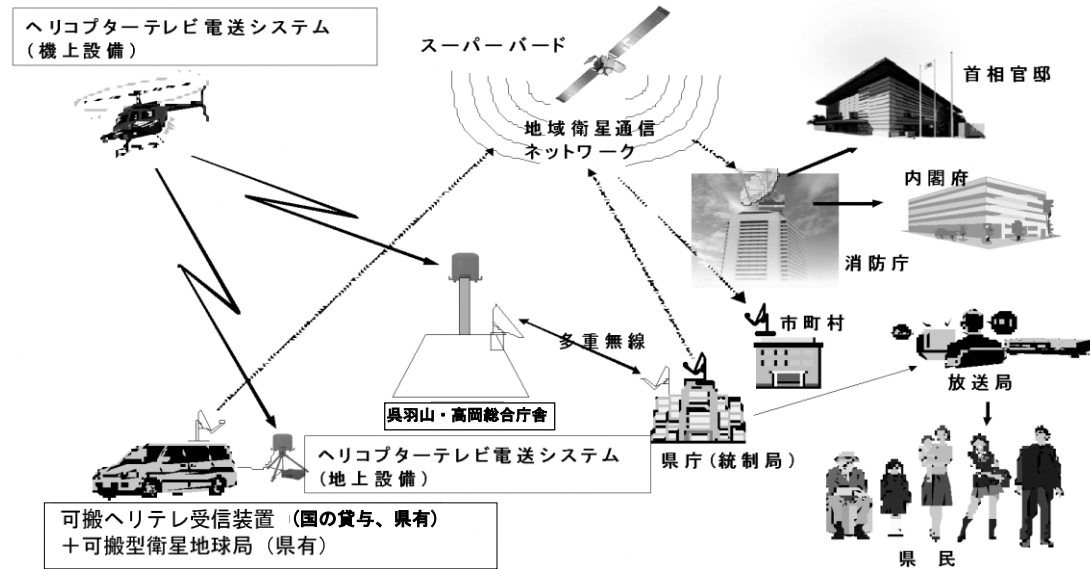 ヘリコプターテレビ電送システム
(機上設備)
スーパーバード
地域衛星通信
ネットワーク
首相官邸
内閣府
消防庁
市町村
多重無線
放送局
呉羽山・高岡総合庁舎
ヘリコプターテレビ電送システム
(地上設備)
県庁(統制局)
可搬ヘリテレ受信装置 (国の貸与、県有)
+可搬型衛星地球局 (県有)
県 民